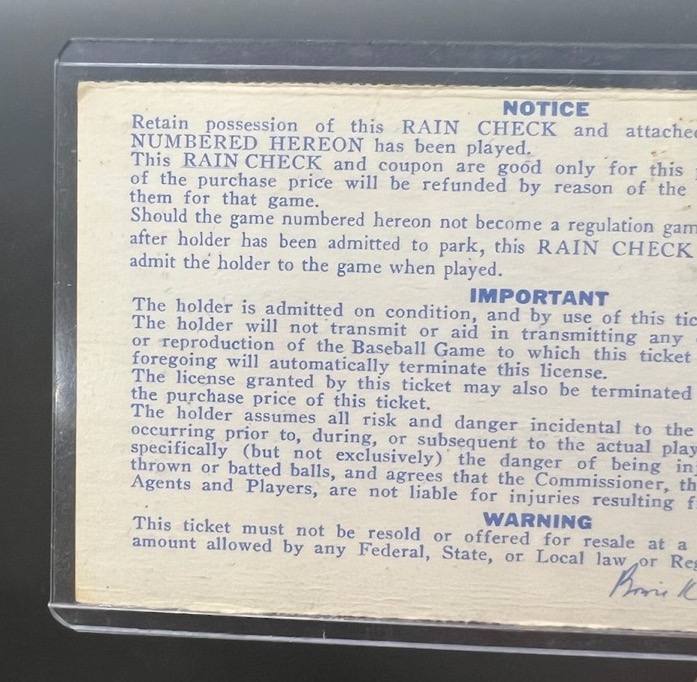 NOTICE
Retain possession of this RAIN CHECK and attached
NUMBERED HEREON has been played.
This RAIN CHECK and coupon are good only for this
of the purchase price will be refunded by reason of the
them for that game.
Should the game numbered hereon not become a regulation gam
after holder has been admitted to park, this RAIN CHECK
admit the holder to the game when played.
IMPORTANT
The holder is admitted on condition, and by use of this tic
The holder will not transmit or aid in transmitting any
or reproduction of the Baseball Game to which this ticket
foregoing will automatically terminate this license.
The license granted by this ticket may also be terminated
the purchase price of this ticket.
The holder assumes all risk and danger incidental to the
occurring prior to, during, or subsequent to the actual play
specifically (but not exclusively) the danger of being in
thrown or batted balls, and agrees that the Commissioner, th
Agents and Players, are not liable for injuries resulting f
WARNING
This ticket must not be resold or offered for resale at a
amount allowed by any Federal, State, or Local law or Reg
Bowie K